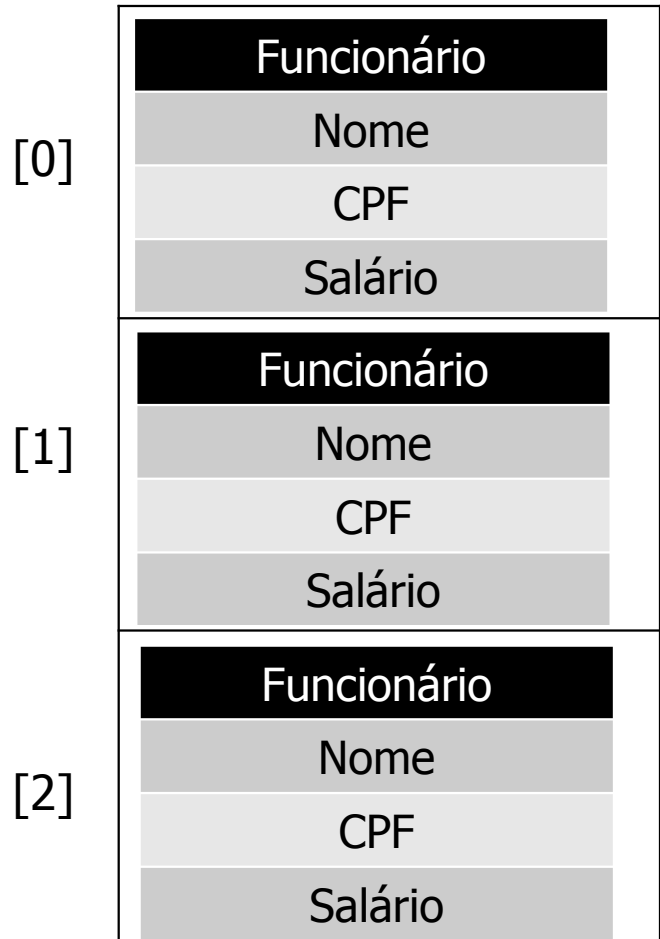 Funcionário
[0]
Nome
CPF
Salário
Funcionário
[1]
Nome
CPF
Salário
Funcionário
[2]
Nome
CPF
Salário